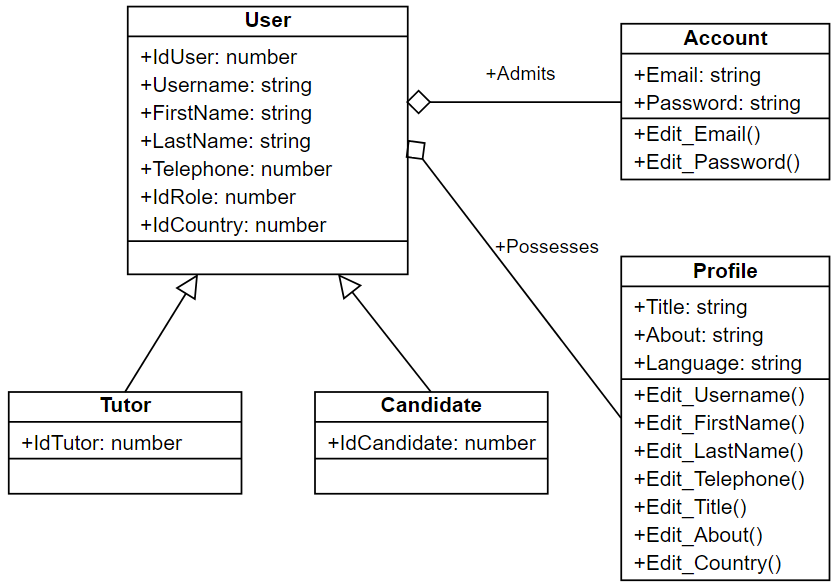 User
+IdUser: number
+Username: string
+FirstName: string
+LastName: string
+Telephone: number
+IdRole: number
+IdCountry: number
+Admits
Account
+Email: string
+Password: string
+Edit_Email()
+Edit_Password()
+Possesses
Profile
+Title: string
+About: string
+Language: string
+Edit_Username()
+Edit_FirstName()
+Edit_LastName()
+Edit_Telephone()
+Edit_Title()
+Edit_About()
+Edit_Country()
Tutor
+IdTutor: number
Candidate
+IdCandidate: number